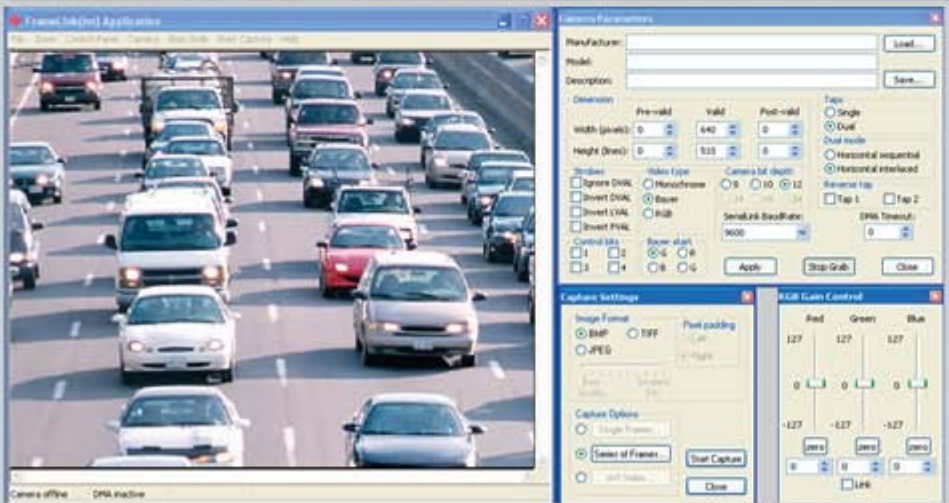 FrameLink(tm) Application
File Zoom Control Panel Camera Stop Grab Start Capture Help
Camera offline DMA inactive
Camera Parameters
Manufacturer: Load...
Model:
Description: Save...
Dimension
Pre-valid Valid Post-valid
Width (pixels): 0 640 0
Height (lines): 0 510 0
Taps
Single
Dual
Dual mode
Horizontal sequential
Horizontal interlaced
Reverse tap
Tap 1 Tap 2
Strobes
Ignore DVAL
Invert DVAL
Invert LVAL
Invert FVAL
Video type
Monochrome
Bayer
RGB
Camera bit depth
8 10 12
SerialLink BaudRate:
9600
DMA Timeout:
0
Control bits
1 2
3 4
Bayer start
G R
B G
Apply Stop Grab Close
Capture Settings
Image Format
BMP TIFF
JPEG
Pixel padding
Left
Right
Capture Options
Single Frame
Series of Frames...
AVI Video
Start Capture
Close
RGB Gain Control
Red Green Blue
127 127 127
0 0 0
-127 -127 -127
zero zero zero
0 0 0
Link